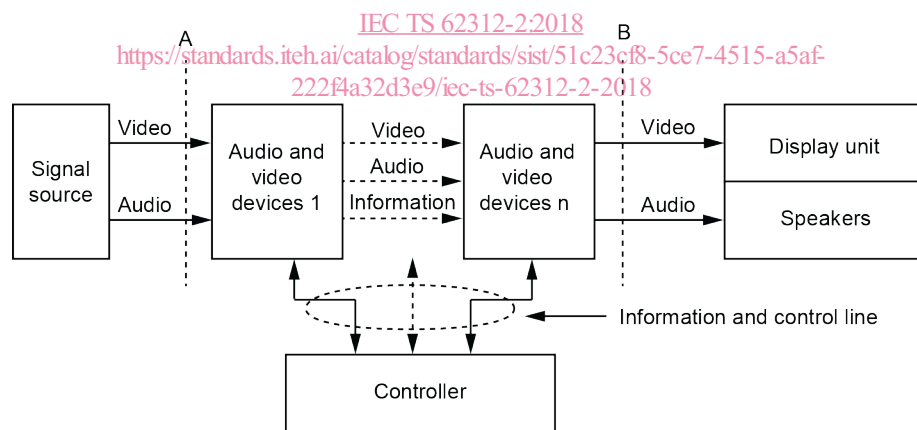 IEC TS 62312-2:2018
https://standards.iteh.ai/catalog/standards/sist/51c23cf8-5ce7-4515-a5af-
222f4a32d3e9/iec-ts-62312-2-2018
A
B
Signal
source
Video
Audio
Audio and
video
devices 1
Video
Audio
Information
Audio and
video
devices n
Video
Audio
Display unit
Speakers
Information and control line
Controller